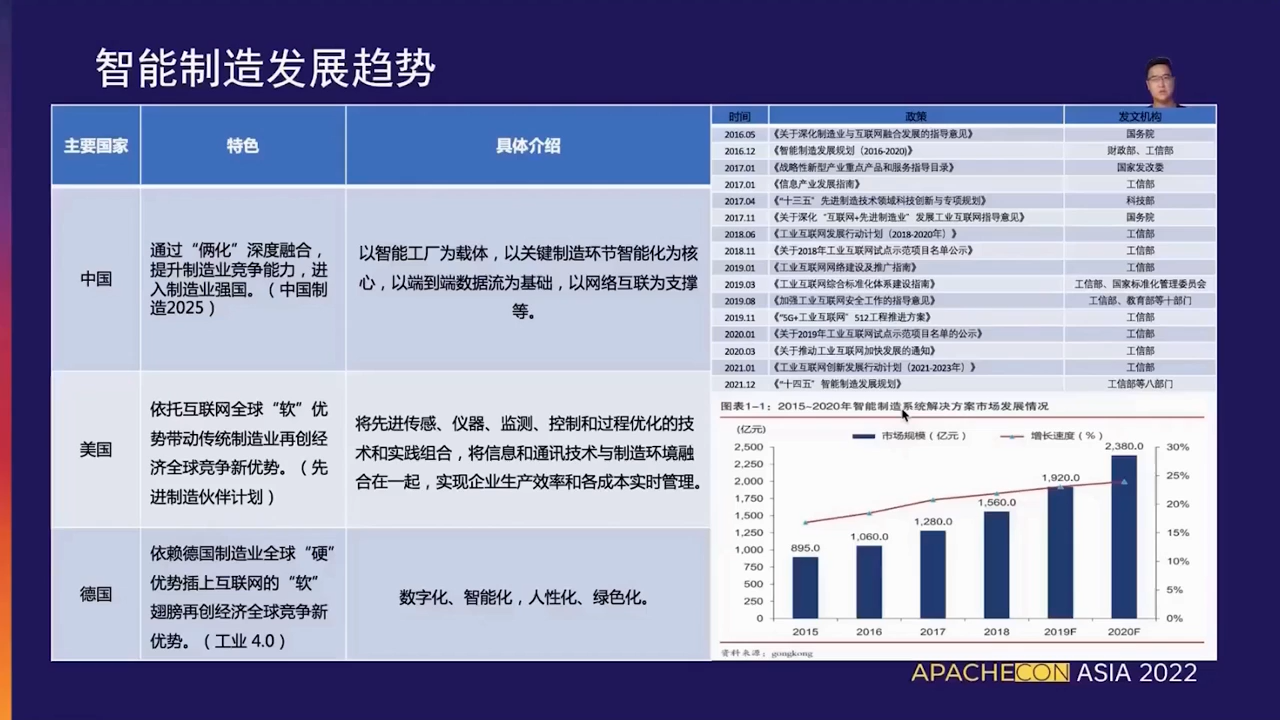 智能制造发展趋势
主要国家 特色 具体介绍
中国
通过“俩化”深度融合，
提升制造业竞争能力，进
入制造业强国。（中国制
造2025）
以智能工厂为载体，以关键制造环节智能化为核
心，以端到端数据流为基础，以网络互联为支撑
等。
美国
依托互联网全球“软”优
势带动传统制造业再创经
济全球竞争新优势。（先
进制造伙伴计划）
将先进传感、仪器、监测、控制和过程优化的技
术和实践组合，将信息和通讯技术与制造环境融
合在一起，实现企业生产效率和各成本实时管理。
德国
依赖德国制造业全球“硬”
优势插上互联网的“软”
翅膀再创经济全球竞争新
优势。（工业 4.0）
数字化、智能化，人性化、绿色化。
时间 政策 发文机构
2016.05 《关于深化制造业与互联网融合发展的指导意见》 国务院
2016.12 《智能制造发展规划（2016-2020)》 财政部、工信部
2017.01 《战略性新型产业重点产品和服务指导目录》 国家发改委
2017.01 《信息产业发展指南》 工信部
2017.04 《“十三五”先进制造技术领域科技创新与专项规划》 科技部
2017.11 《关于深化“互联网+先进制造业”发展工业互联网指导意见》 国务院
2018.06 《工业互联网发展行动计划（2018-2020年）》 工信部
2018.11 《关于2018年工业互联网试点示范项目名单公示》 工信部
2019.01 《工业互联网网络建设及推广指南》 工信部
2019.03 《工业互联网综合标准化体系建设指南》 工信部、国家标准化管理委员会
2019.08 《加强工业互联网安全工作的指导意见》 工信部、教育部等十部门
2019.11 《“5G+工业互联网”512工程推进方案》 工信部
2020.01 《关于2019年工业互联网试点示范项目名单的公示》 工信部
2020.03 《关于推动工业互联网加快发展的通知》 工信部
2021.01 《工业互联网创新发展行动计划（2021-2023年）》 工信部
2021.12 《“十四五”智能制造发展规划》 工信部等八部门
图表1-1：2015~2020年智能制造系统解决方案市场发展情况
(亿元)
市场规模（亿元） 增长速度（%）
2,500 30%
2,250
2,000 25%
1,750 20%
1,500
1,250 15%
1,000
750 10%
500 5%
250
0 0%
895.0 1,060.0 1,280.0 1,560.0 1,920.0 2,380.0
2015 2016 2017 2018 2019F 2020F
资料来源：gongkong
APACHECON ASIA 2022